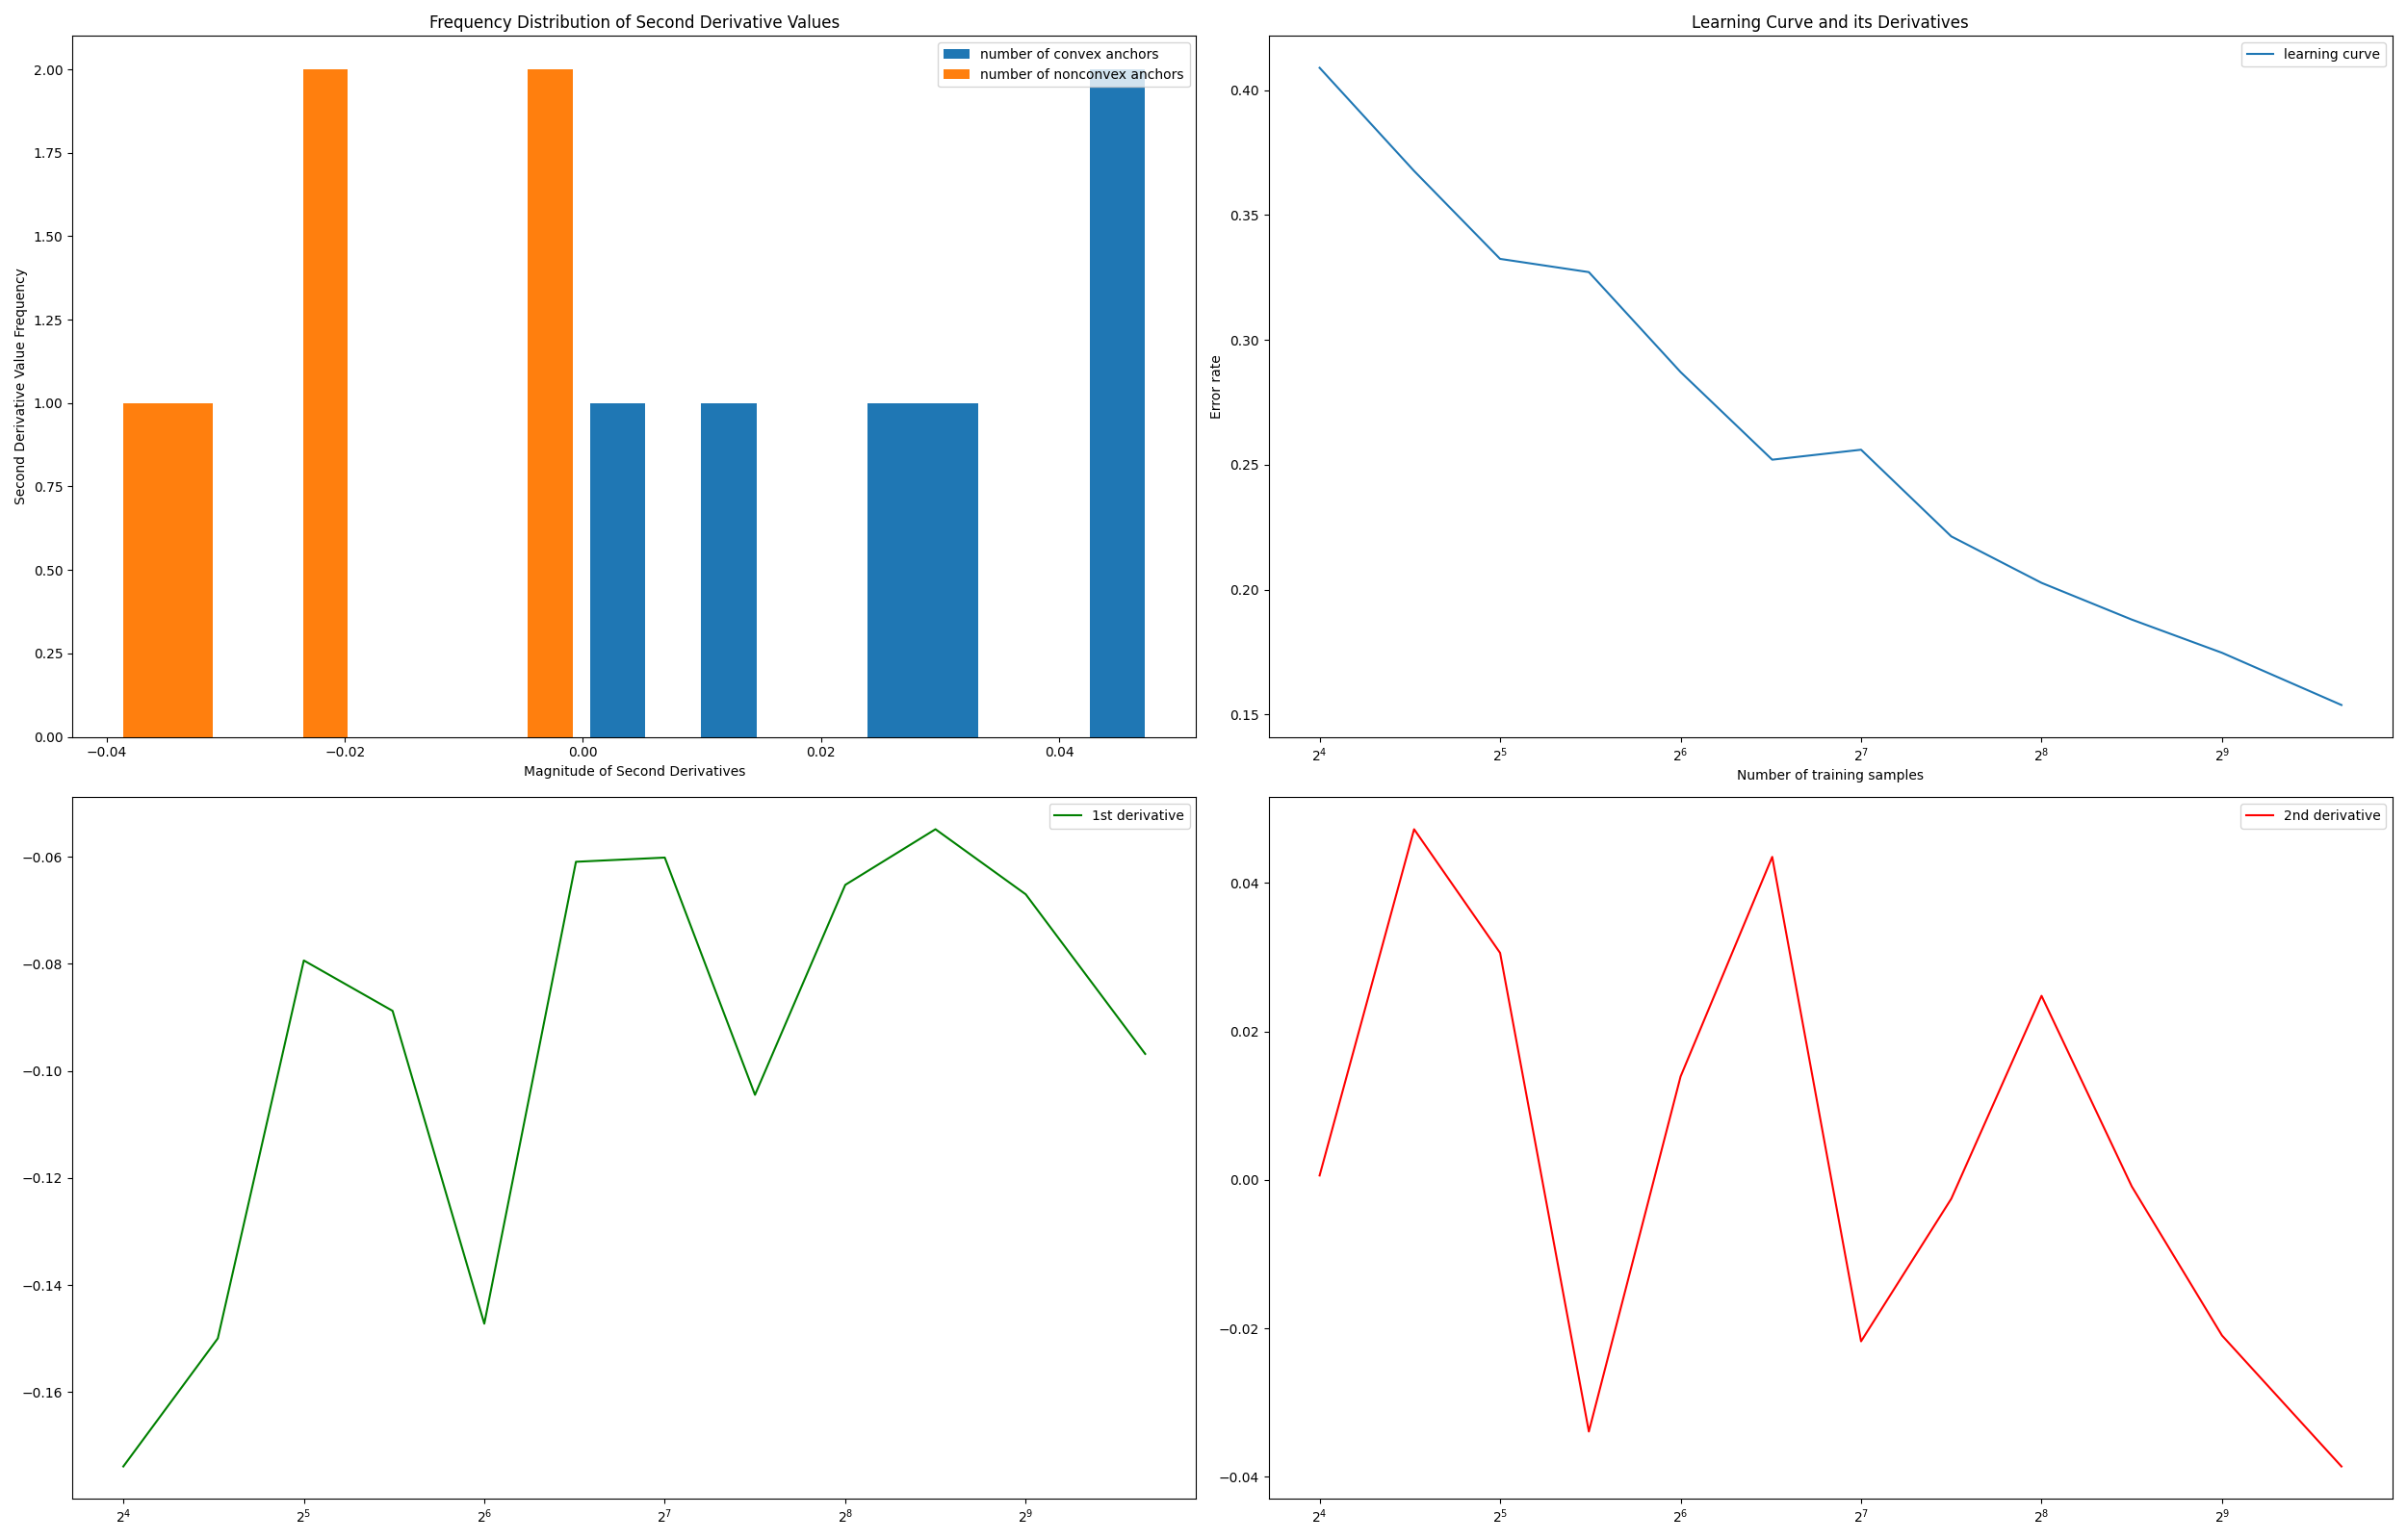 Frequency Distribution of Second Derivative Values
number of convex anchors
number of nonconvex anchors
2.00
1.75
1.50
1.25
1.00
0.75
0.50
0.25
0.00
Second Derivative Value Frequency
−0.04 −0.02 0.00 0.02 0.04
Magnitude of Second Derivatives
Learning Curve and its Derivatives
learning curve
0.40
0.35
0.30
0.25
0.20
0.15
Error rate
2⁴ 2⁵ 2⁶ 2⁷ 2⁸ 2⁹
Number of training samples
1st derivative
−0.06
−0.08
−0.10
−0.12
−0.14
−0.16
2⁴ 2⁵ 2⁶ 2⁷ 2⁸ 2⁹
2nd derivative
0.04
0.02
0.00
−0.02
−0.04
2⁴ 2⁵ 2⁶ 2⁷ 2⁸ 2⁹